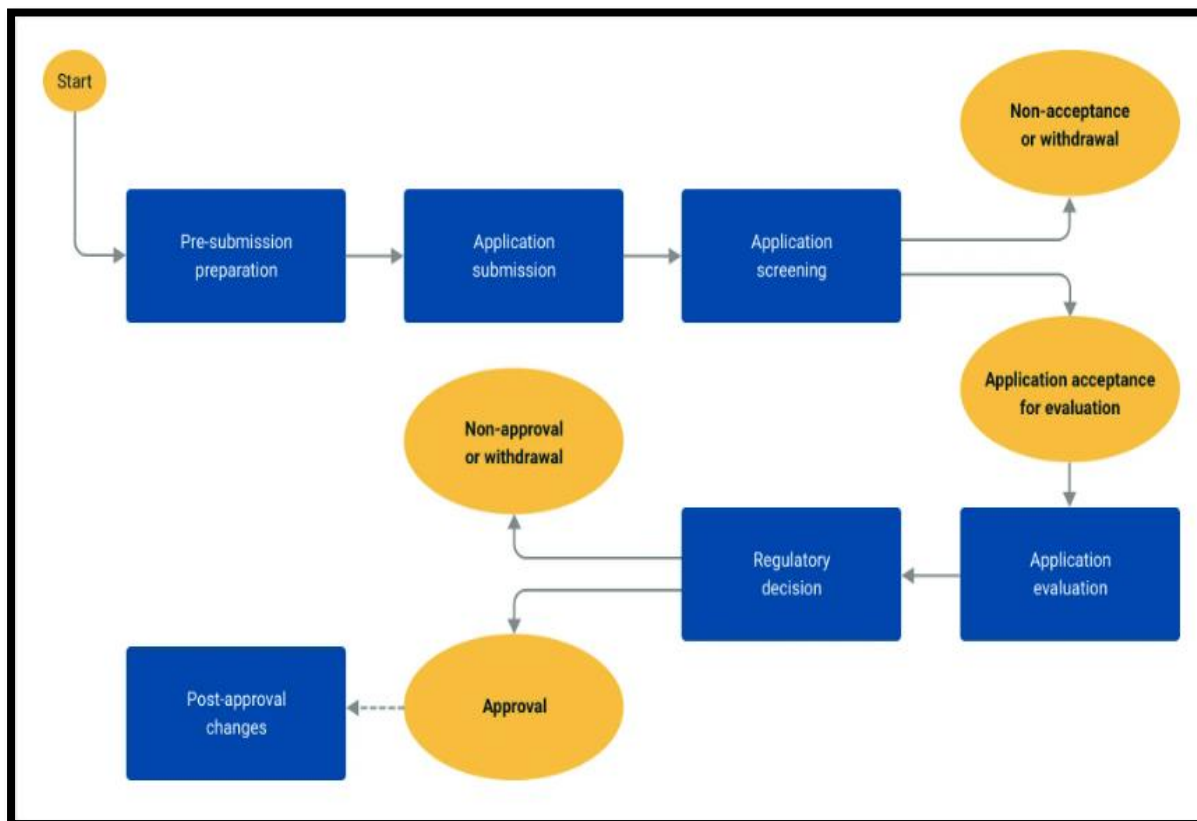 Start
Non-acceptance
or withdrawal
Pre-submission
preparation
Application
submission
Application
screening
Application acceptance
for evaluation
Non-approval
or withdrawal
Regulatory
decision
Application
evaluation
Post-approval
changes
Approval